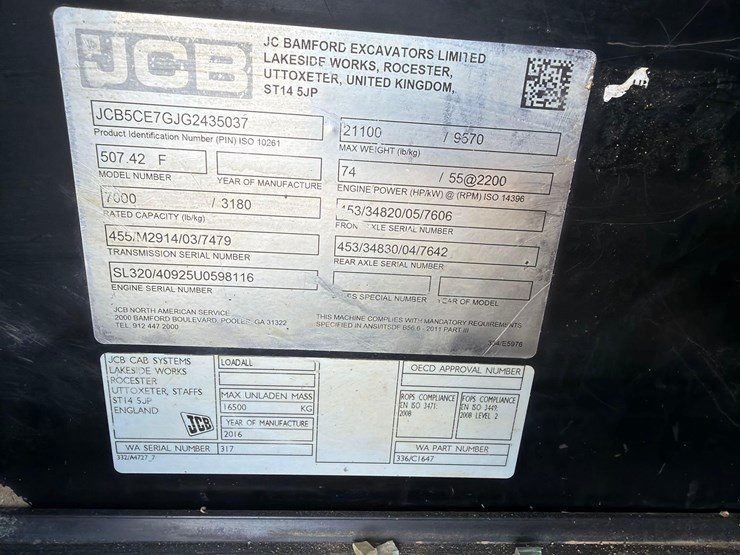 JCB
JC BAMFORD EXCAVATORS LIMITED
LAKESIDE WORKS, ROCESTER,
UTTOXETER, UNITED KINGDOM,
ST14 5JP
JCB5CE7GJG2435037
Product Identification Number (PIN) ISO 10261
507.42 F
MODEL NUMBER
YEAR OF MANUFACTURE
7000 / 3180
RATED CAPACITY (lb/kg)
455/M2914/03/7479
TRANSMISSION SERIAL NUMBER
SL320/40925U0598116
ENGINE SERIAL NUMBER
21100 / 9570
MAX WEIGHT (lb/kg)
74 / 55@2200
ENGINE POWER (HP/kW) @ (RPM) ISO 14396
453/34820/05/7606
FRONT AXLE SERIAL NUMBER
453/34830/04/7642
REAR AXLE SERIAL NUMBER
ES SPECIAL NUMBER
YEAR OF MODEL
JCB NORTH AMERICAN SERVICE
2000 BAMFORD BOULEVARD, POOLER, GA 31322
TEL. 912 447 2000
THIS MACHINE COMPLIES WITH MANDATORY REQUIREMENTS
SPECIFIED IN ANSI/ITSDF B56.6 - 2011 PART III
334/E5976
JCB CAB SYSTEMS
LAKESIDE WORKS
ROCESTER
UTTOXETER, STAFFS
ST14 5JP
ENGLAND
JCB
LOADALL
MAX UNLADEN MASS
16500 KG
YEAR OF MANUFACTURE
2016
WA SERIAL NUMBER 317
332/A4727_7
OECD APPROVAL NUMBER
ROPS COMPLIANCE
EN ISO 3471:
2008
FOPS COMPLIANCE
EN ISO 3449:
2008 LEVEL 2
WA PART NUMBER
336/C1647